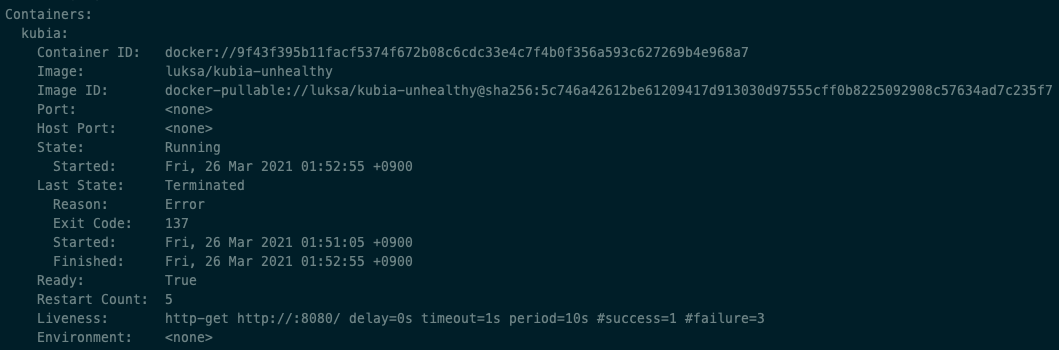 Containers:
kubia:
Container ID: docker://9f43f395b11facf5374f672b08c6cdc33e4c7f4b0f356a593c627269b4e968a7
Image: luksa/kubia-unhealthy
Image ID: docker-pullable://luksa/kubia-unhealthy@sha256:5c746a42612be61209417d913030d97555cff0b8225092908c57634ad7c235f7
Port: <none>
Host Port: <none>
State: Running
Started: Fri, 26 Mar 2021 01:52:55 +0900
Last State: Terminated
Reason: Error
Exit Code: 137
Started: Fri, 26 Mar 2021 01:51:05 +0900
Finished: Fri, 26 Mar 2021 01:52:55 +0900
Ready: True
Restart Count: 5
Liveness: http-get http://:8080/ delay=0s timeout=1s period=10s #success=1 #failure=3
Environment: <none>